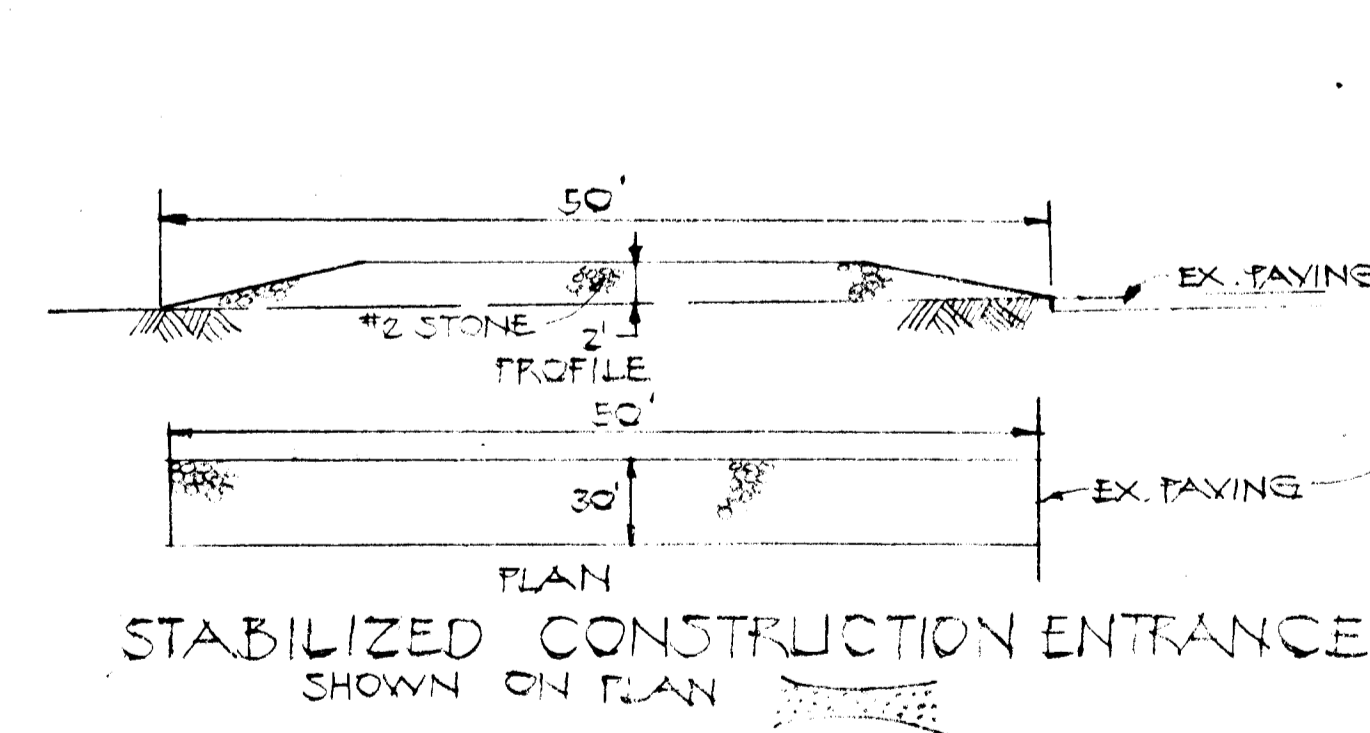 50'
EX. PAVING
#2 STONE
2'
PROFILE
50'
30'
EX. PAVING
PLAN
STABILIZED CONSTRUCTION ENTRANCE
SHOWN ON PLAN